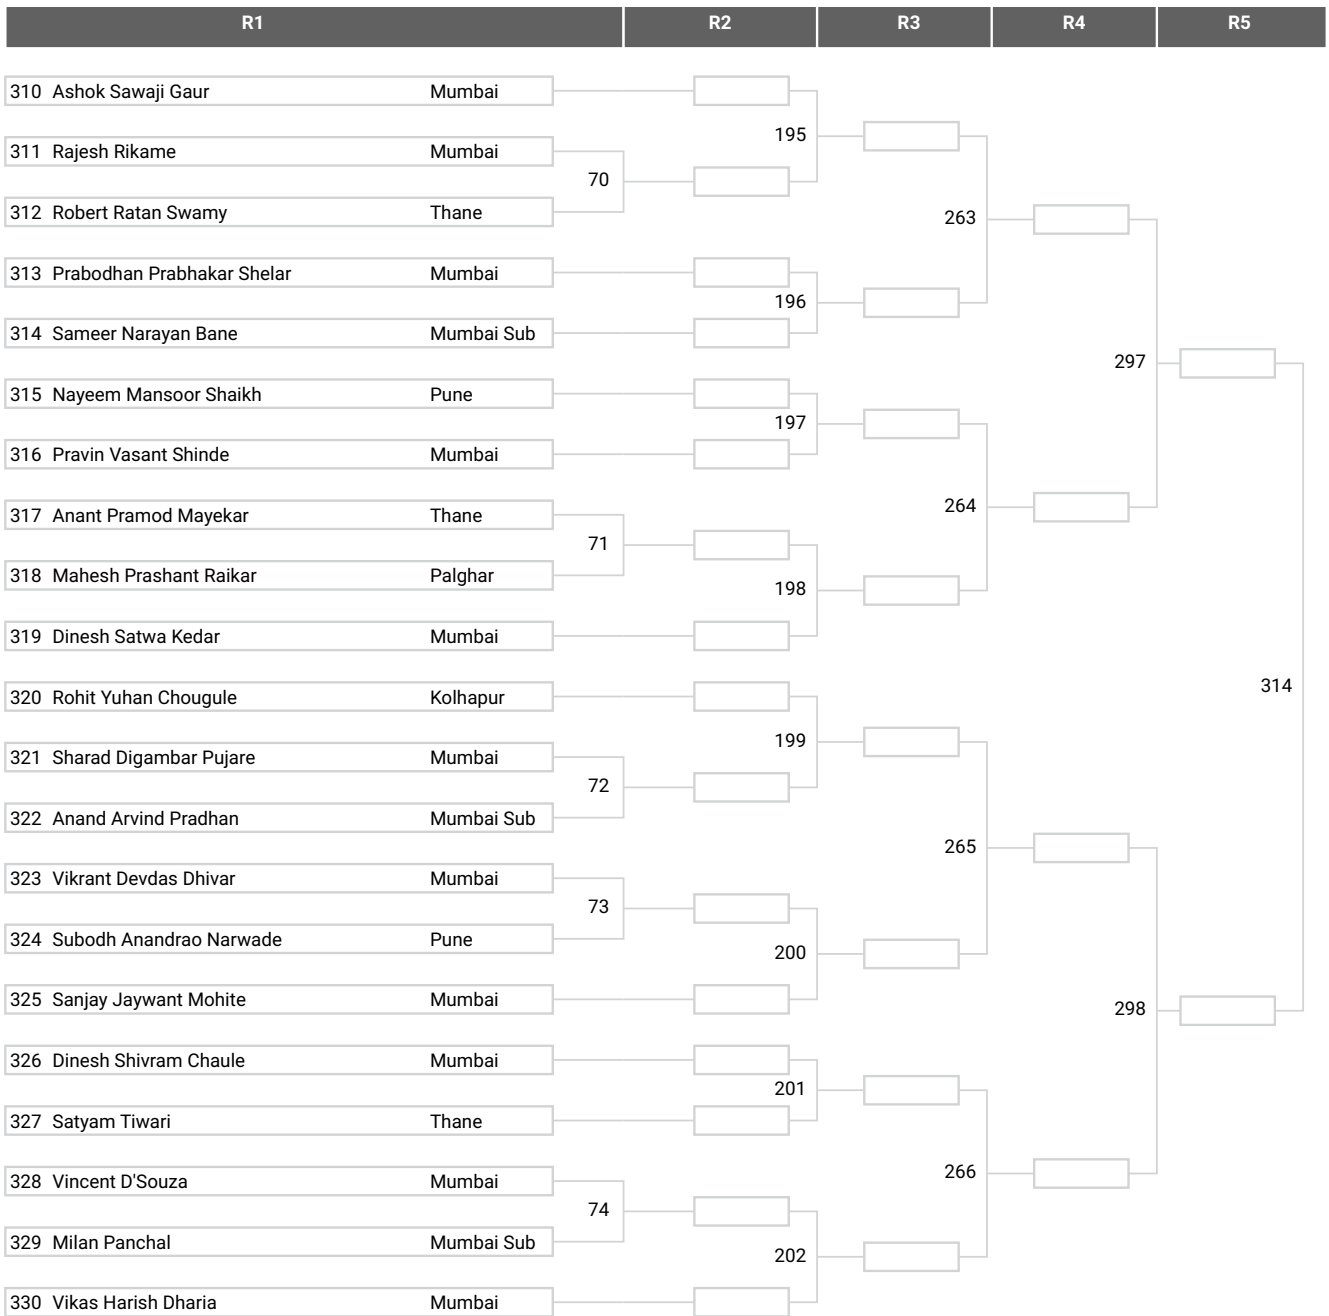 R1 R2 R3 R4 R5
310 Ashok Sawaji Gaur Mumbai
195
311 Rajesh Rikame Mumbai
70
312 Robert Ratan Swamy Thane
263
313 Prabodhan Prabhakar Shelar Mumbai
196
314 Sameer Narayan Bane Mumbai Sub
297
315 Nayeem Mansoor Shaikh Pune
197
316 Pravin Vasant Shinde Mumbai
264
317 Anant Pramod Mayekar Thane
71
318 Mahesh Prashant Raikar Palghar
198
319 Dinesh Satwa Kedar Mumbai
314
320 Rohit Yuhan Chougule Kolhapur
199
321 Sharad Digambar Pujare Mumbai
72
322 Anand Arvind Pradhan Mumbai Sub
265
323 Vikrant Devdas Dhivar Mumbai
73
324 Subodh Anandrao Narwade Pune
200
325 Sanjay Jaywant Mohite Mumbai
298
326 Dinesh Shivram Chaule Mumbai
201
327 Satyam Tiwari Thane
266
328 Vincent D'Souza Mumbai
74
329 Milan Panchal Mumbai Sub
202
330 Vikas Harish Dharia Mumbai